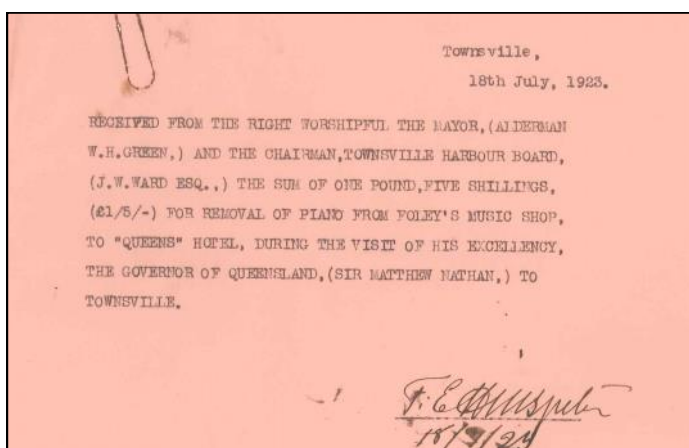 Townsville,
18th July, 1923.
RECEIVED FROM THE RIGHT WORSHIPFUL THE MAYOR,(ALDERMAN
W.H.GREEN,) AND THE CHAIRMAN,TOWNSVILLE HARBOUR BOARD,
(J.W.WARD ESQ.,) THE SUM OF ONE POUND,FIVE SHILLINGS,
(£1/5/-) FOR REMOVAL OF PIANO FROM FOLEY'S MUSIC SHOP,
TO "QUEENS" HOTEL, DURING THE VISIT OF HIS EXCELLENCY,
THE GOVERNOR OF QUEENSLAND,(SIR MATTHEW NATHAN,) TO
TOWNSVILLE.
F. E.